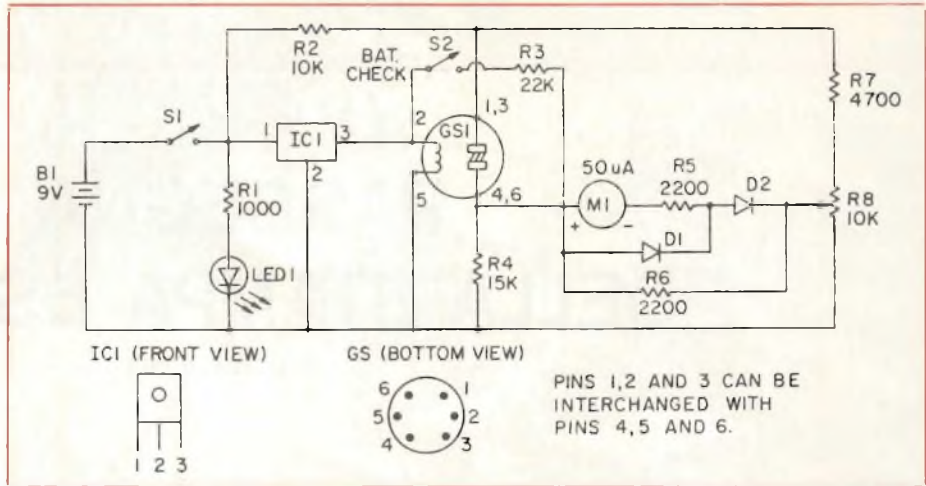 R2
10K
BAT.
CHECK
S2
R3
22K
R7
4700
S1
1
IC1
3
2
2
1,3
GS1
5
4,6
50uA
M1
+
-
R5
2200
D2
R8
10K
B1
9V
R1
1000
D1
R4
15K
R6
2200
LED1
IC1 (FRONT VIEW)
1 2 3
GS (BOTTOM VIEW)
6
1
5
2
4
3
PINS 1,2 AND 3 CAN BE
INTERCHANGED WITH
PINS 4,5 AND 6.